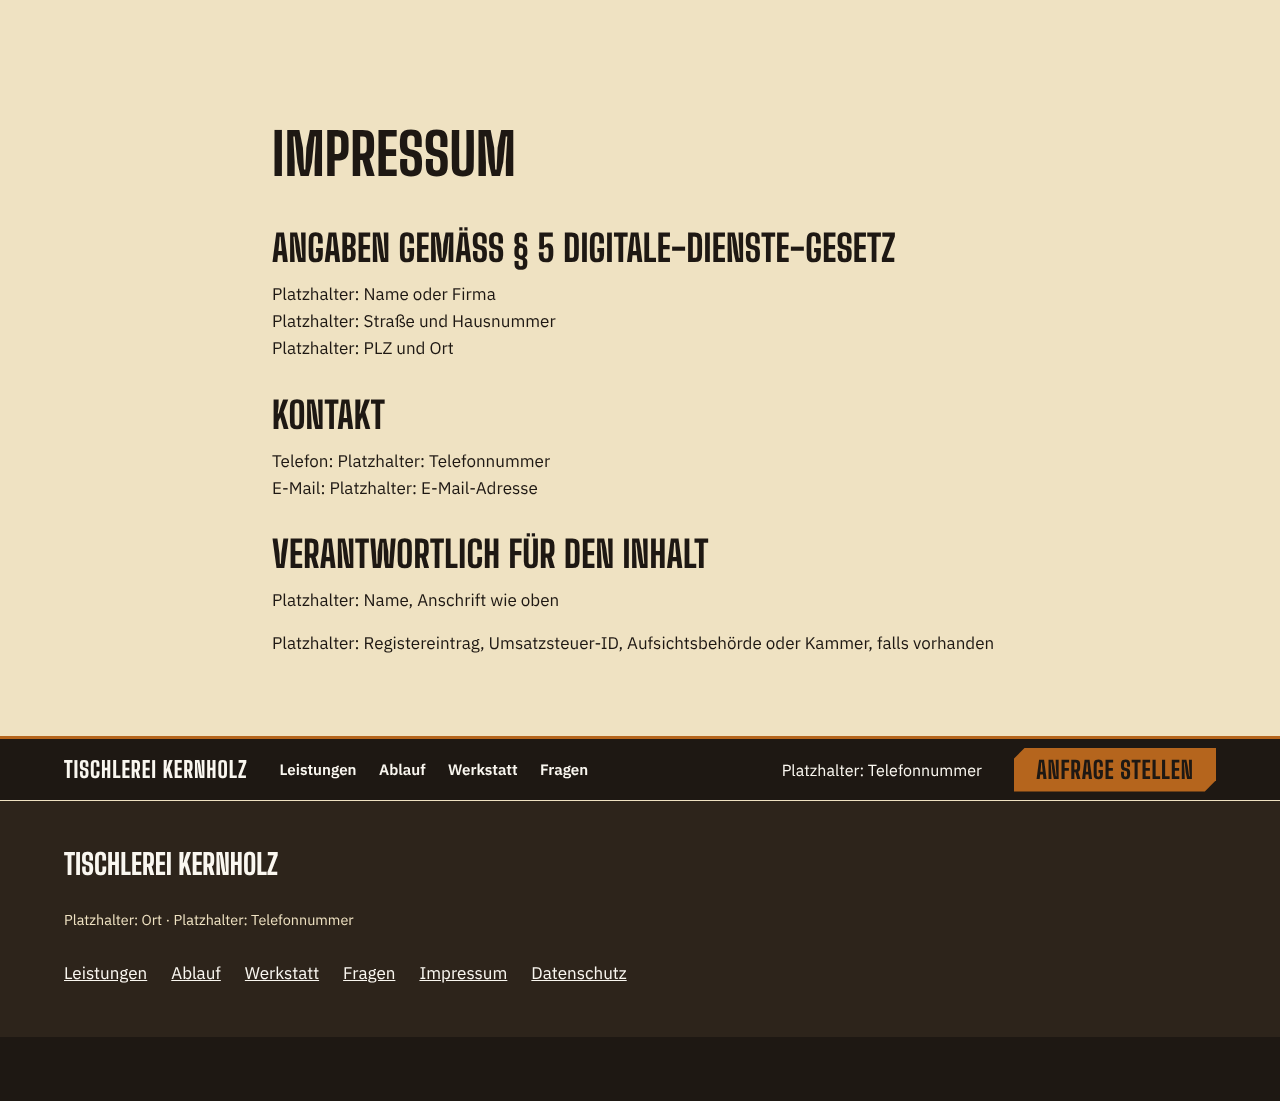 IMPRESSUM
ANGABEN GEMÄSS § 5 DIGITALE-DIENSTE-GESETZ
Platzhalter: Name oder Firma
Platzhalter: Straße und Hausnummer
Platzhalter: PLZ und Ort
KONTAKT
Telefon: Platzhalter: Telefonnummer
E-Mail: Platzhalter: E-Mail-Adresse
VERANTWORTLICH FÜR DEN INHALT
Platzhalter: Name, Anschrift wie oben
Platzhalter: Registereintrag, Umsatzsteuer-ID, Aufsichtsbehörde oder Kammer, falls vorhanden
TISCHLEREI KERNHOLZ Leistungen Ablauf Werkstatt Fragen Platzhalter: Telefonnummer ANFRAGE STELLEN
TISCHLEREI KERNHOLZ
Platzhalter: Ort · Platzhalter: Telefonnummer
Leistungen Ablauf Werkstatt Fragen Impressum Datenschutz